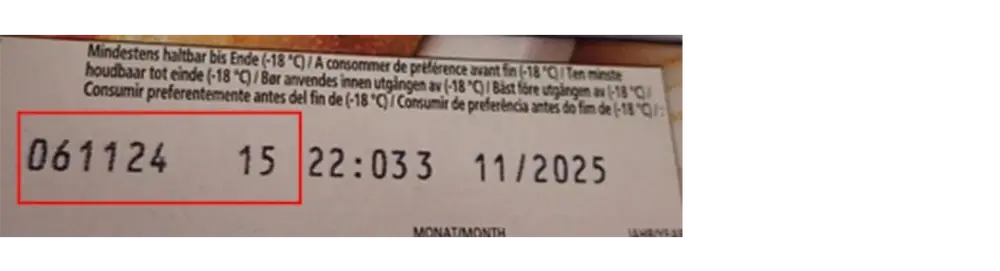 Mindestens haltbar bis Ende (-18 °C) / A consommer de préférence avant fin (-18 °C) / Ten minste
houdbaar tot einde (-18 °C) / Bør anvendes innen utgången av (-18 °C) / Bäst före utgången av (-18 °C) /
Consumir preferentemente antes del fin de (-18 °C) / Consumir de preferência antes do fim de (-18 °C) / :
061124 15 22:033 11/2025
MONAT/MONTH